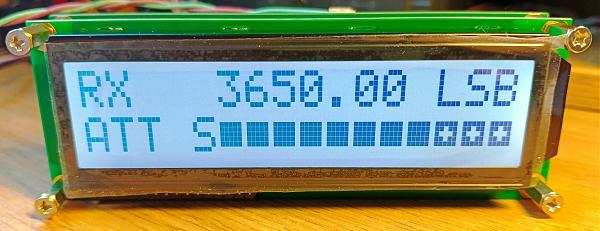 RX 3650.00 LSB
ATT S